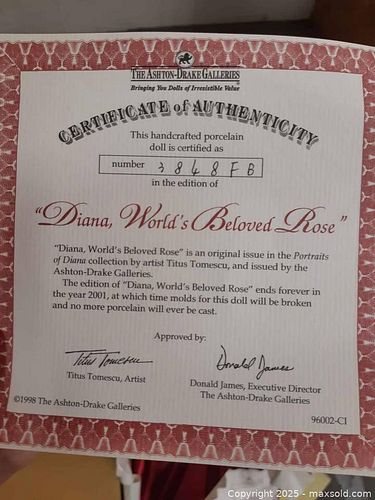 THE ASHTON-DRAKE GALLERIES
Bringing You Dolls of Irresistible Value
CERTIFICATE of AUTHENTICITY
This handcrafted porcelain
doll is certified as
number 3848FB
in the edition of
"Diana, World's Beloved Rose"
"Diana, World's Beloved Rose" is an original issue in the Portraits
of Diana collection by artist Titus Tomescu, and issued by the
Ashton-Drake Galleries.
The edition of "Diana, World's Beloved Rose" ends forever in
the year 2001, at which time molds for this doll will be broken
and no more porcelain will ever be cast.
Approved by:
Titus Tomescu
Donald James
Titus Tomescu, Artist
Donald James, Executive Director
The Ashton-Drake Galleries
©1998 The Ashton-Drake Galleries
96002-CI
Copyright 2025 - maxsold.com